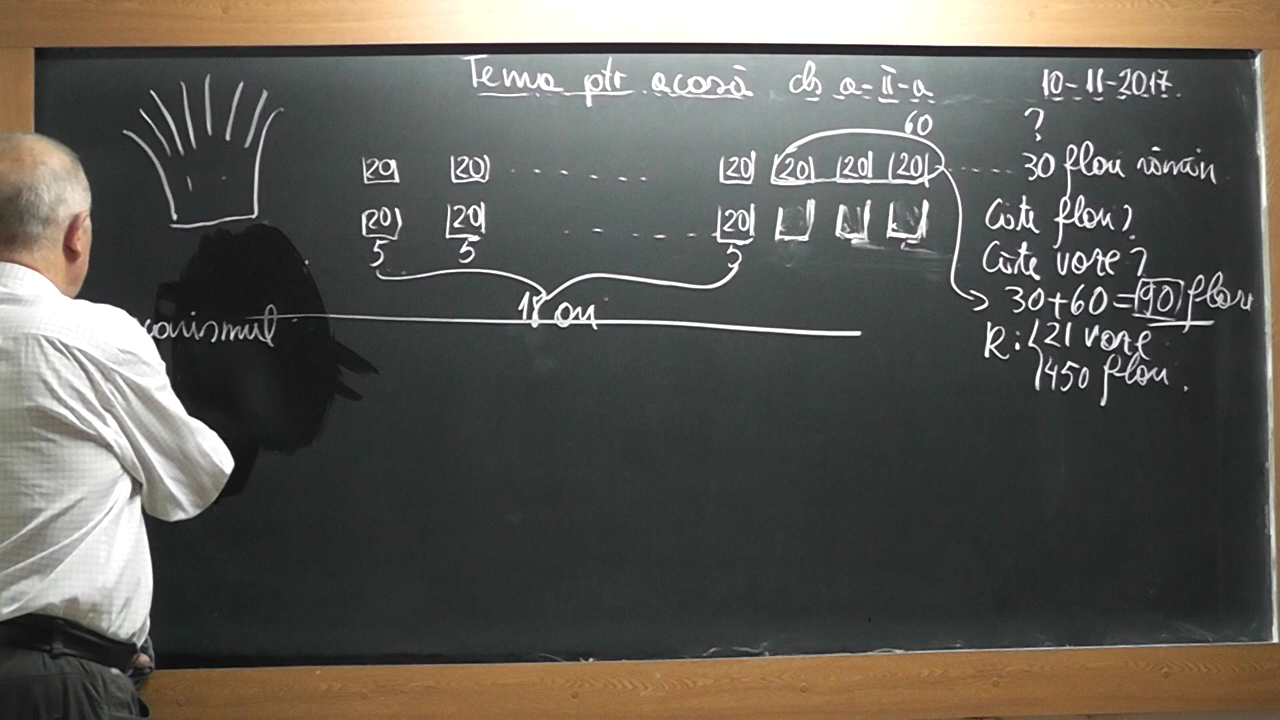 Tema ptr acasă cls a-II-a
10-11-2017.
60 ?
20 20 ...... 20 20 20 20 ..... 30 flori rămân
20 20 ...... 20
Câte flori?
5 5 5
Câte vaze?
18 ori
30+60=90 flori
R: 21 vaze
450 flori.